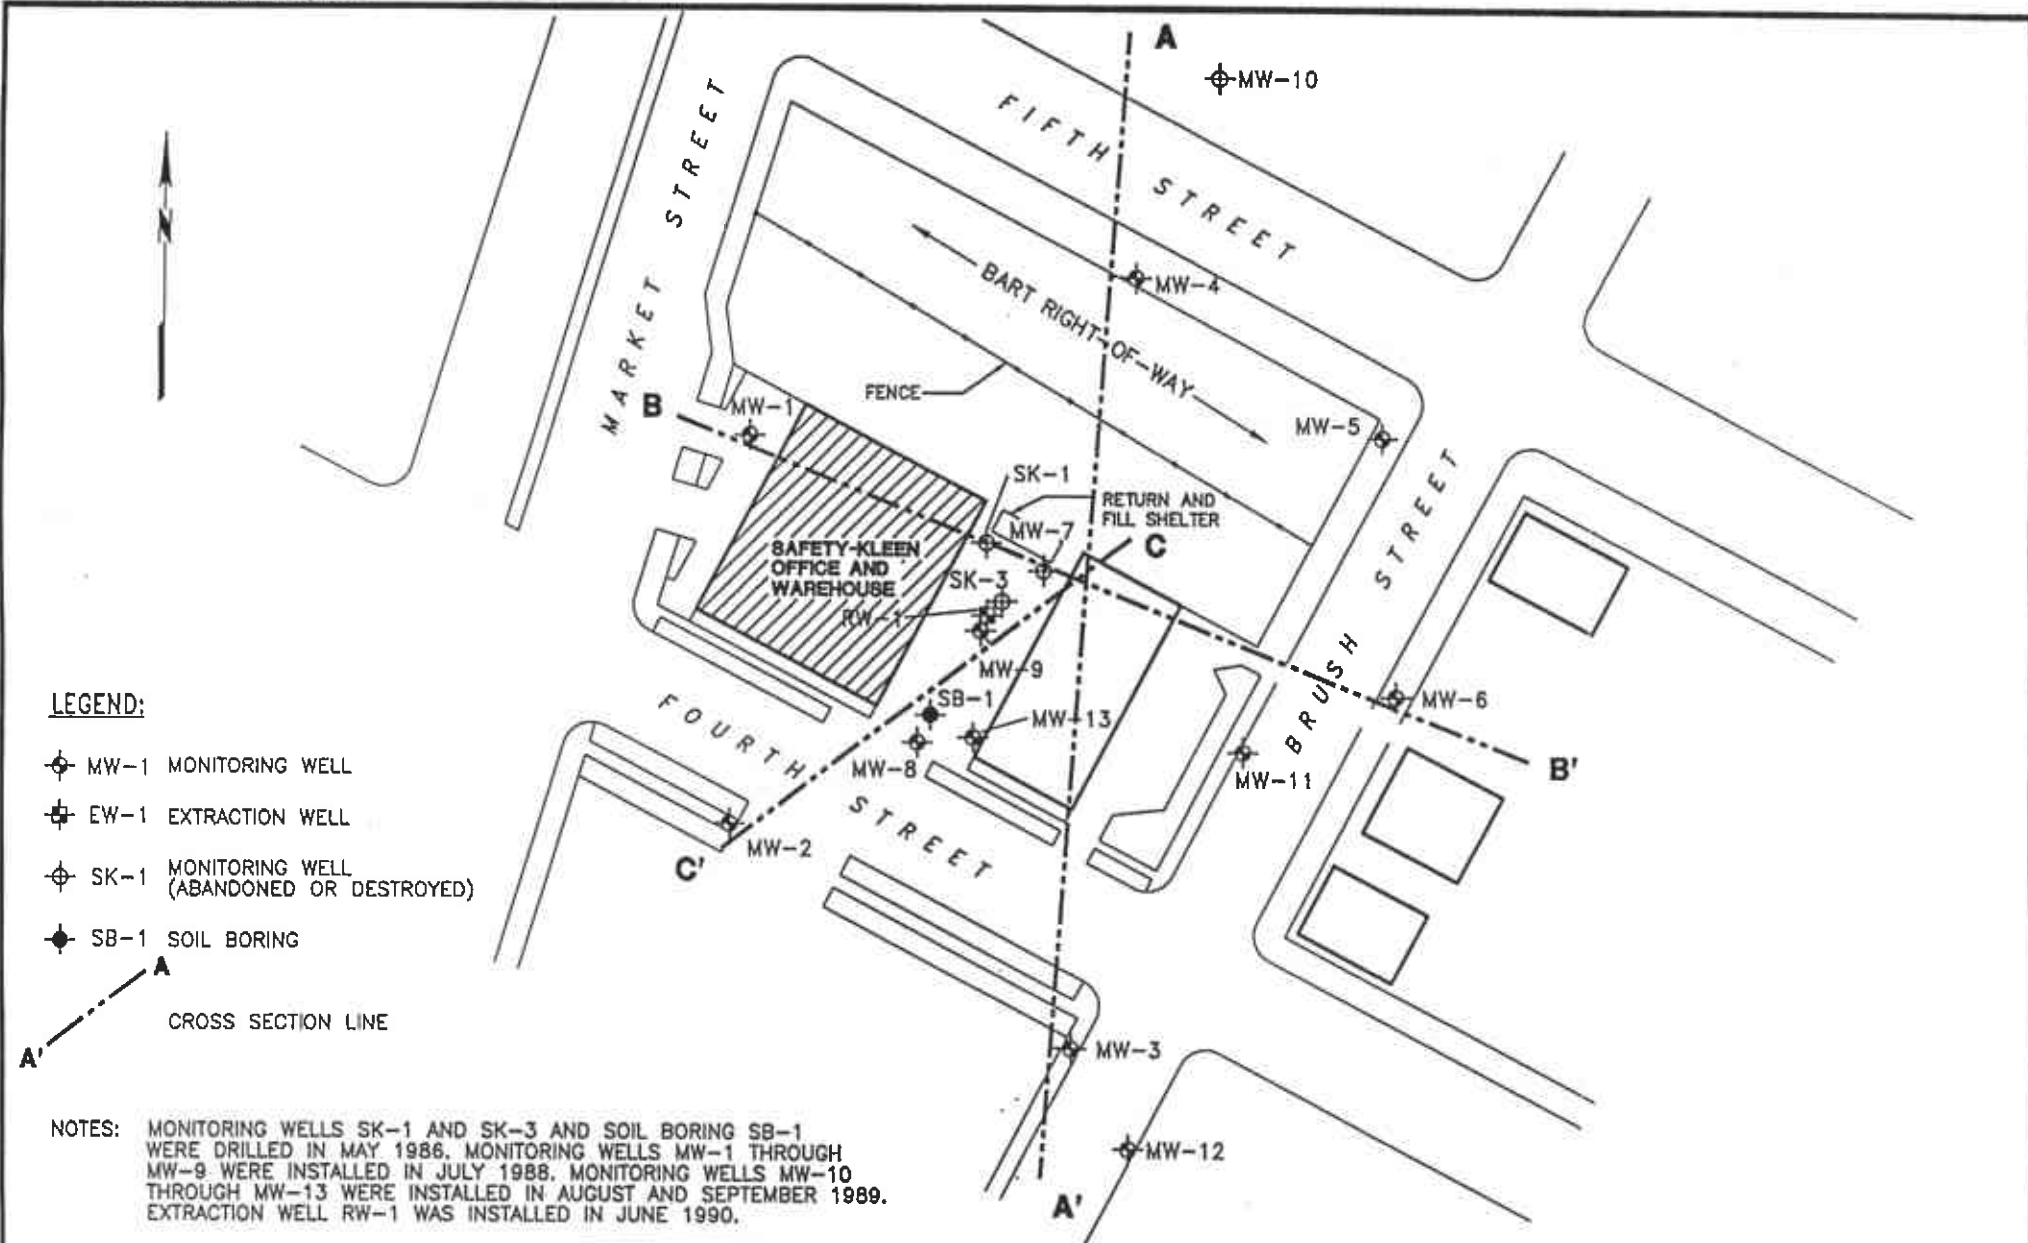 A
MW-10
FIFTH STREET
MARKET STREET
N
MW-4
BART RIGHT-OF-WAY
FENCE
B
MW-1
MW-5
SK-1
RETURN AND
FILL SHELTER
MW-7
C
SAFETY-KLEEN
OFFICE AND
WAREHOUSE
SK-3
RW-1
MW-9
BRUSH STREET
MW-6
SB-1
MW-13
FOURTH STREET
MW-8
MW-11
B'
MW-2
C'
MW-3
MW-12
A'
LEGEND:
MW-1 MONITORING WELL
EW-1 EXTRACTION WELL
SK-1 MONITORING WELL
(ABANDONED OR DESTROYED)
SB-1 SOIL BORING
A
CROSS SECTION LINE
A'
NOTES: MONITORING WELLS SK-1 AND SK-3 AND SOIL BORING SB-1
WERE DRILLED IN MAY 1986. MONITORING WELLS MW-1 THROUGH
MW-9 WERE INSTALLED IN JULY 1988. MONITORING WELLS MW-10
THROUGH MW-13 WERE INSTALLED IN AUGUST AND SEPTEMBER 1989.
EXTRACTION WELL RW-1 WAS INSTALLED IN JUNE 1990.